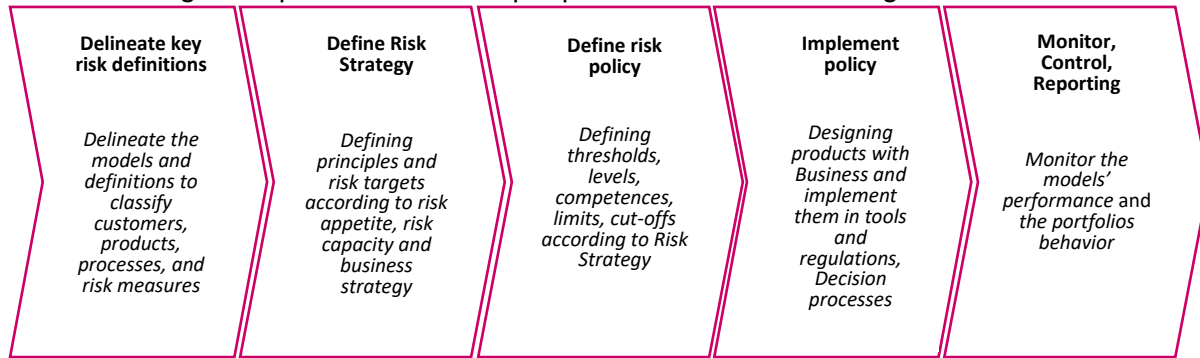 Delineate key
risk definitions
Delineate the
models and
definitions to
classify
customers,
products,
processes, and
risk measures
Define Risk
Strategy
Defining
principles and
risk targets
according to risk
appetite, risk
capacity and
business
strategy
Define risk
policy
Defining
thresholds,
levels,
competences,
limits, cut-offs
according to Risk
Strategy
Implement
policy
Designing
products with
Business and
implement
them in tools
and
regulations,
Decision
processes
Monitor,
Control,
Reporting
Monitor the
models'
performance and
the portfolios
behavior